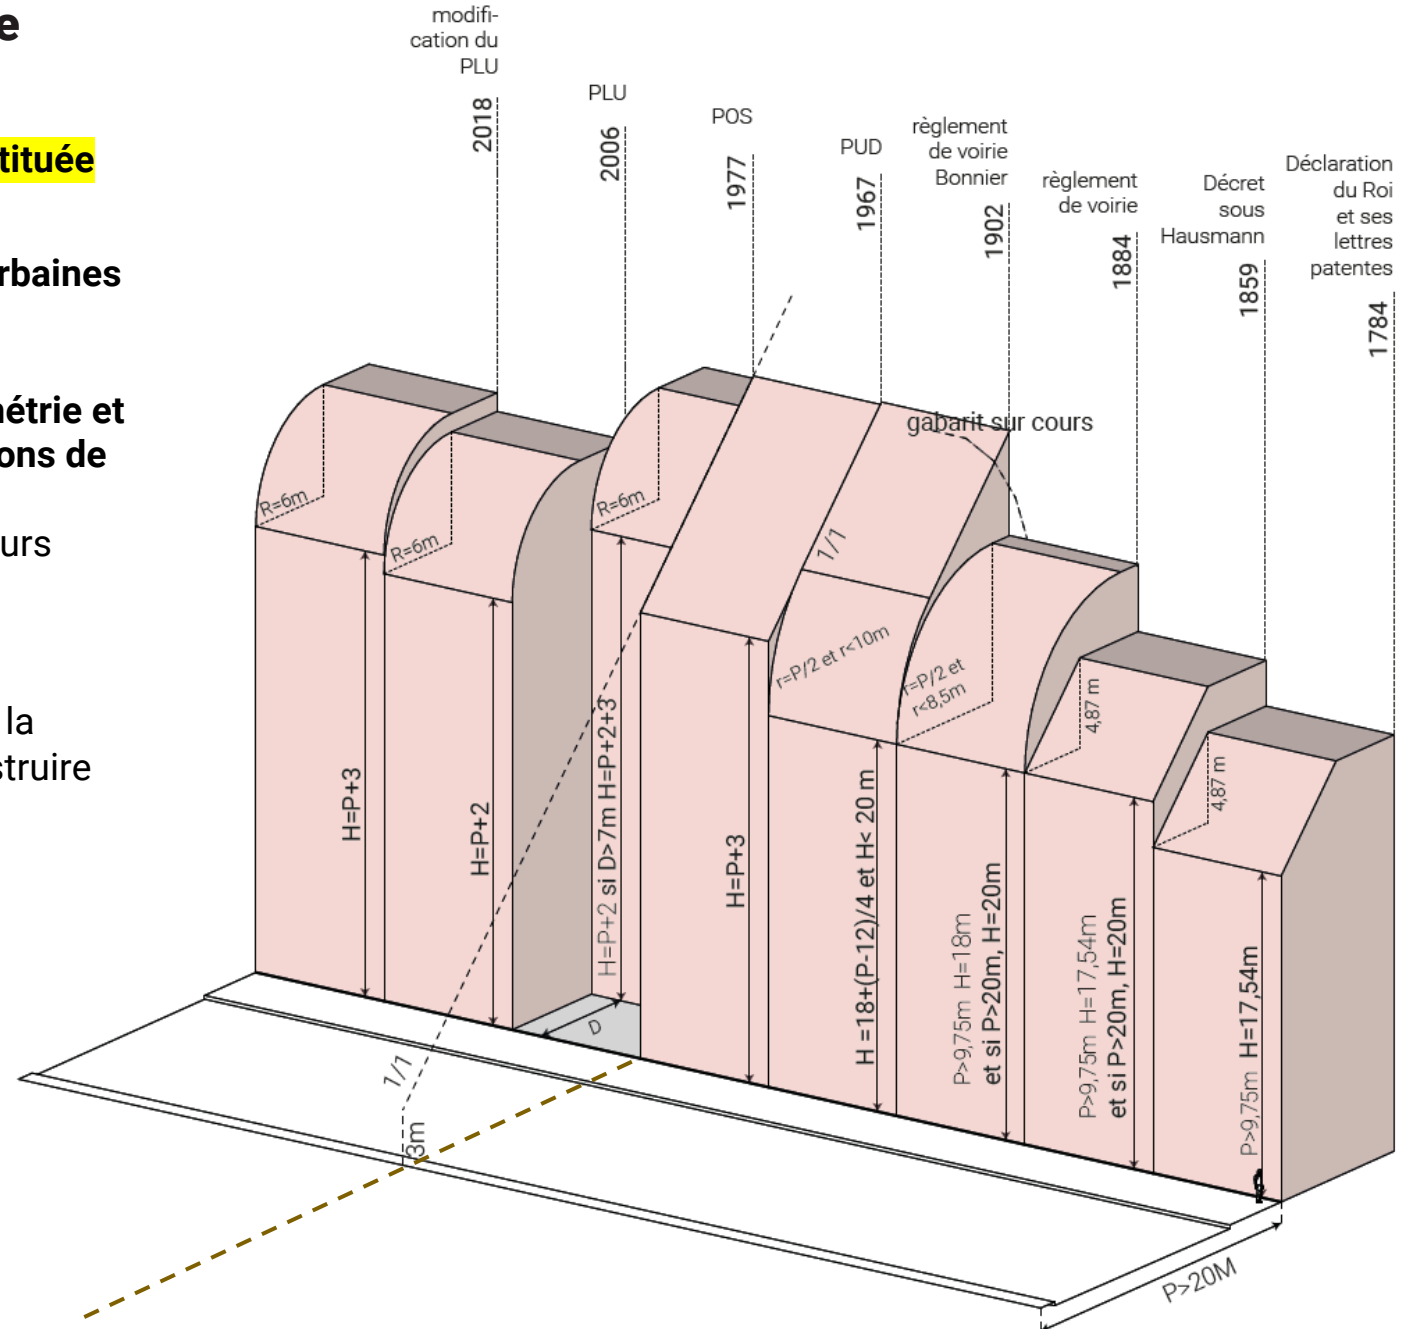 e
tituée
rbaines
nétrie et
ons de
urs
la
struire
modifi-
cation du
PLU
2018
PLU
2006
POS
1977
PUD
1967
règlement
de voirie
Bonnier
1902
règlement
de voirie
1884
Décret
sous
Hausmann
1859
Déclaration
du Roi
et ses
lettres
patentes
1784
gabarit sur cours
R=6m
R=6m
R=6m
1/1
r=P/2 et r<10m
r=P/2 et
r<8,5m
4,87 m
4,87 m
H=P+3
H=P+2
H=P+2 si D>7m H=P+2+3
H=P+3
H =18+(P-12)/4 et H< 20 m
P>9,75m H=18m
et si P>20m, H=20m
P>9,75m H=17,54m
et si P>20m, H=20m
P>9,75m H=17,54m
D
1/1
3m
P>20M